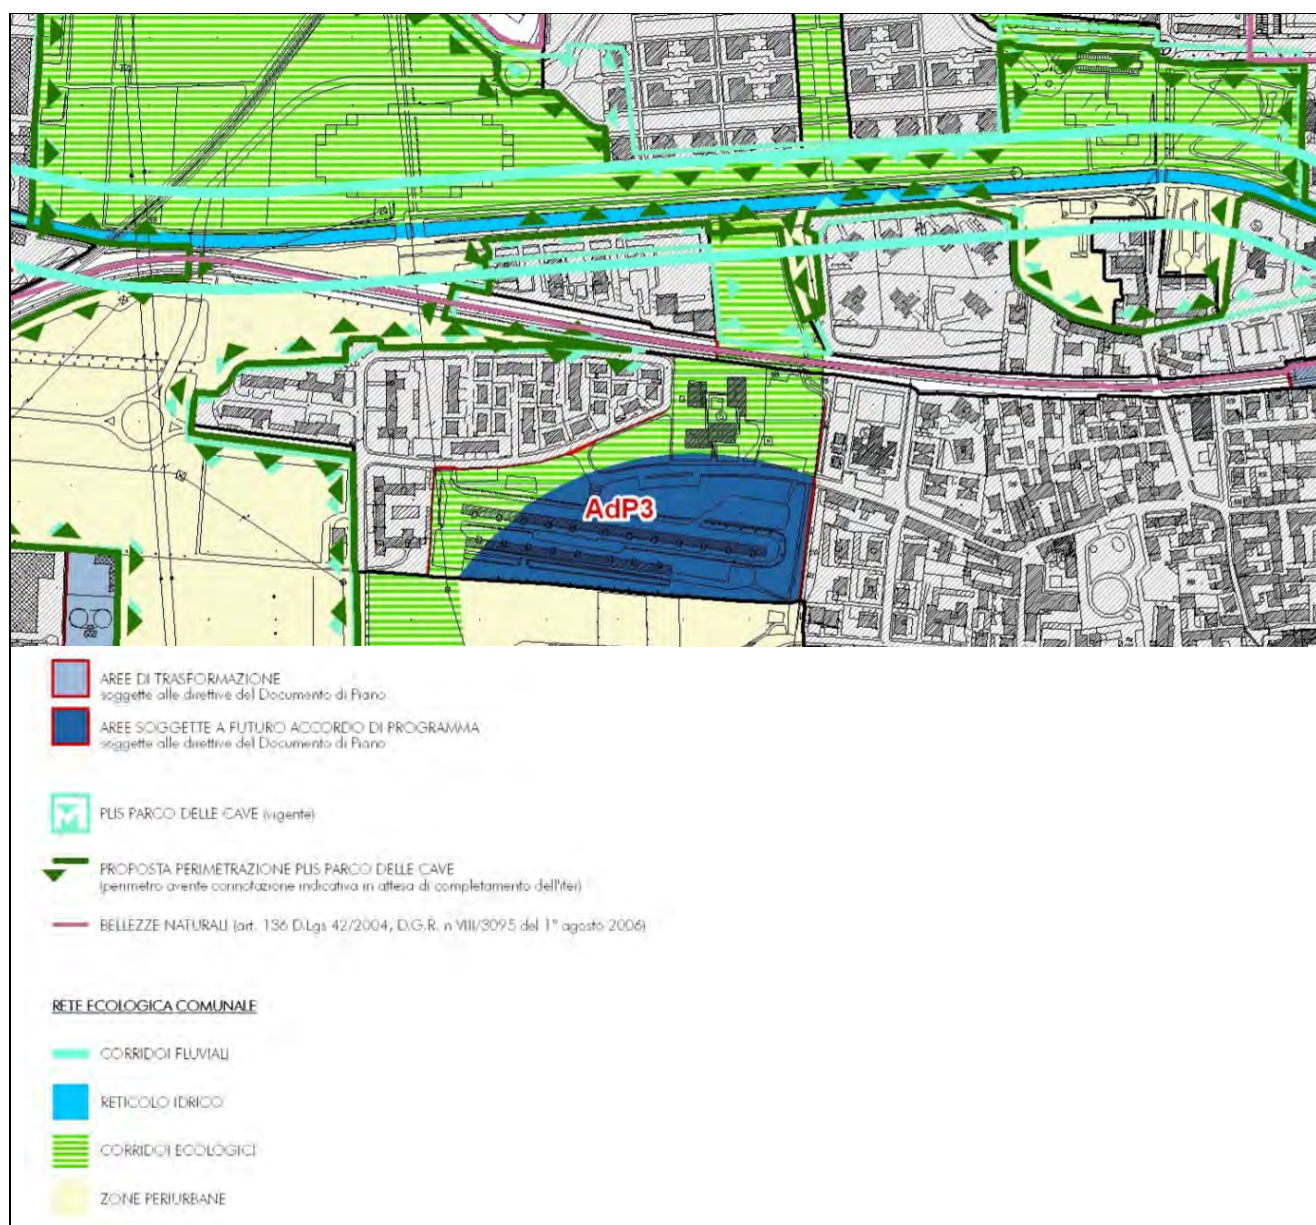 AdP3
AREE DI TRASFORMAZIONE
soggette alle direttive del Documento di Piano
AREE SOGGETTE A FUTURO ACCORDO DI PROGRAMMA
soggette alle direttive del Documento di Piano
PLIS PARCO DELLE CAVE (vigente)
PROPOSTA PERIMETRAZIONE PLIS PARCO DELLE CAVE
(perimetro avente connotazione indicativa in attesa di completamento dell'iter)
BELLEZZE NATURALI (art. 136 D.Lgs 42/2004, D.G.R. n VIII/3095 del 1° agosto 2006)
RETE ECOLOGICA COMUNALE
CORRIDOI FLUVIALI
RETICOLO IDRICO
CORRIDOI ECOLOGICI
ZONE PERIURBANE